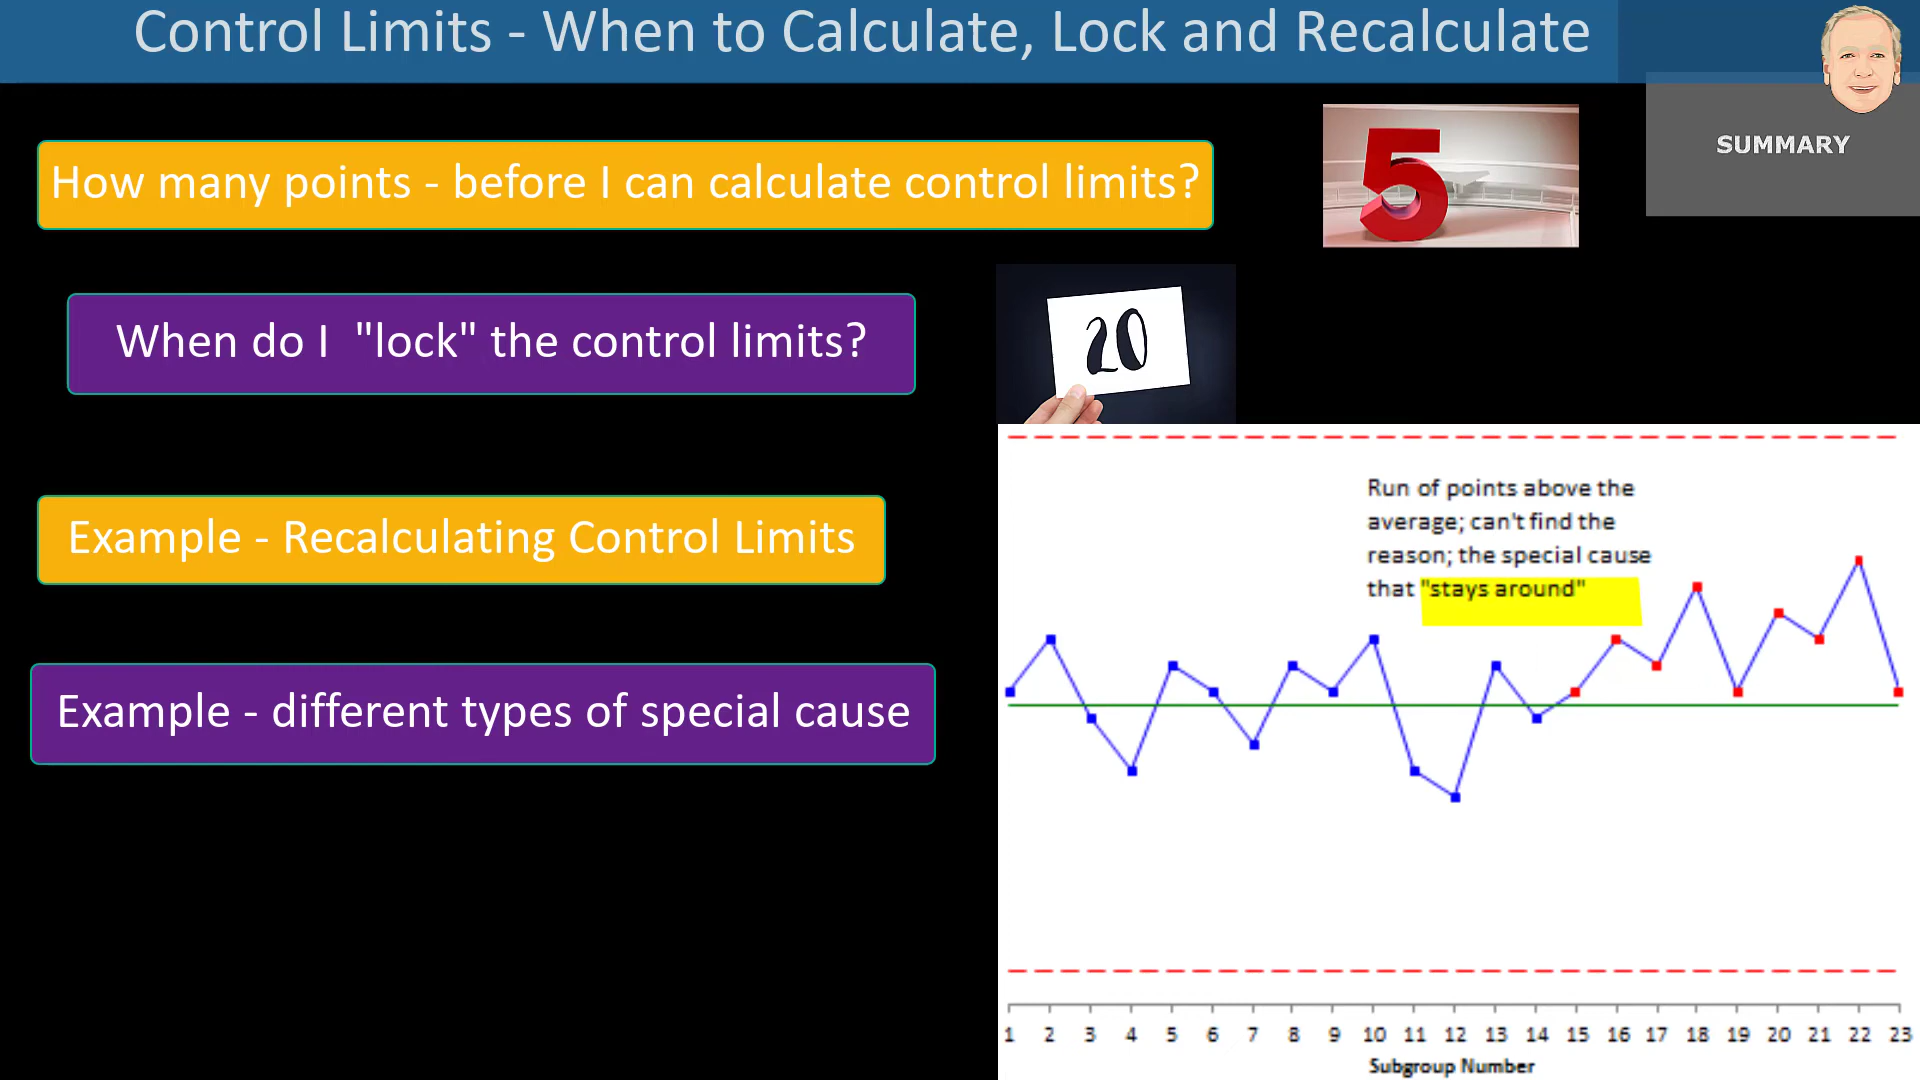 Control Limits - When to Calculate, Lock and Recalculate
SUMMARY
How many points - before I can calculate control limits?
5
When do I "lock" the control limits?
20
Example - Recalculating Control Limits
Example - different types of special cause
Run of points above the
average; can't find the
reason; the special cause
that "stays around"
1 2 3 4 5 6 7 8 9 10 11 12 13 14 15 16 17 18 19 20 21 22 23
Subgroup Number